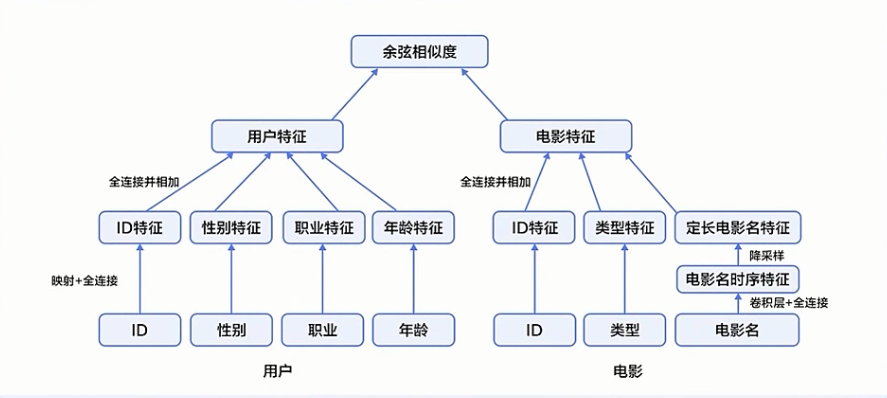 余弦相似度
用户特征
电影特征
全连接并相加
全连接并相加
ID特征
性别特征
职业特征
年龄特征
ID特征
类型特征
定长电影名特征
降采样
映射+全连接
电影名时序特征
卷积层+全连接
ID
性别
职业
年龄
ID
类型
电影名
用户
电影